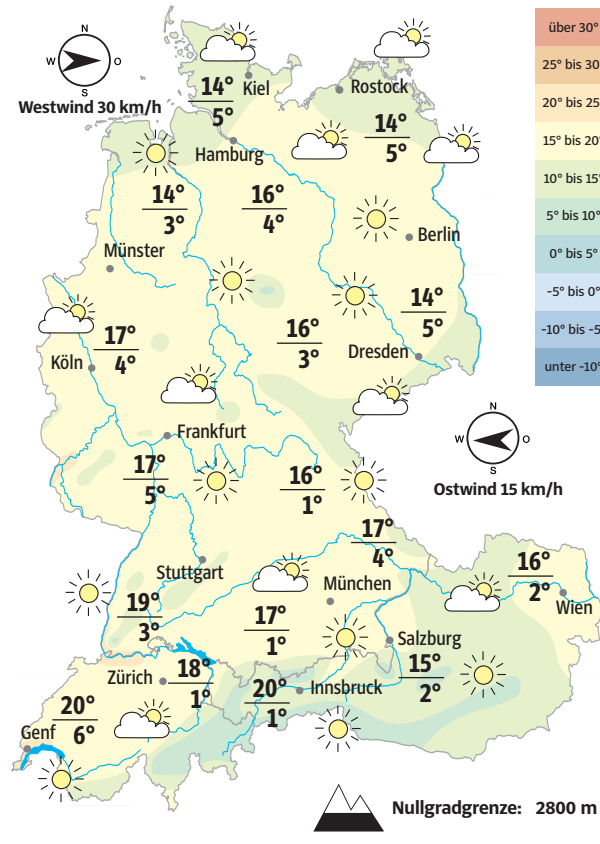 N
W O
S
Westwind 30 km/h
über 30°
25° bis 30
20° bis 25
15° bis 20°
10° bis 15°
5° bis 10°
0° bis 5°
-5° bis 0°
-10° bis -5
unter -10°
14°
5°
Kiel
Rostock
14°
5°
Hamburg
14°
3°
16°
4°
Berlin
Münster
14°
5°
17°
4°
16°
3°
Köln
Dresden
Frankfurt
N
W O
S
Ostwind 15 km/h
17°
5°
16°
1°
17°
4°
Stuttgart
München
16°
2°
Wien
19°
3°
17°
1°
Salzburg
15°
2°
Zürich
18°
1°
20°
1°
Innsbruck
20°
6°
Genf
Nullgradgrenze: 2800 m